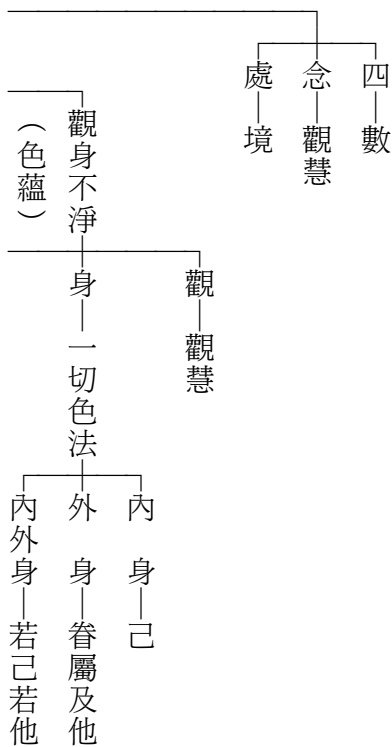 四—數
念—觀慧
處—境
觀—觀慧
觀身不淨
身—一切色法
內 身—己
外 身—眷屬及他
內外身—若己若他
（色蘊）